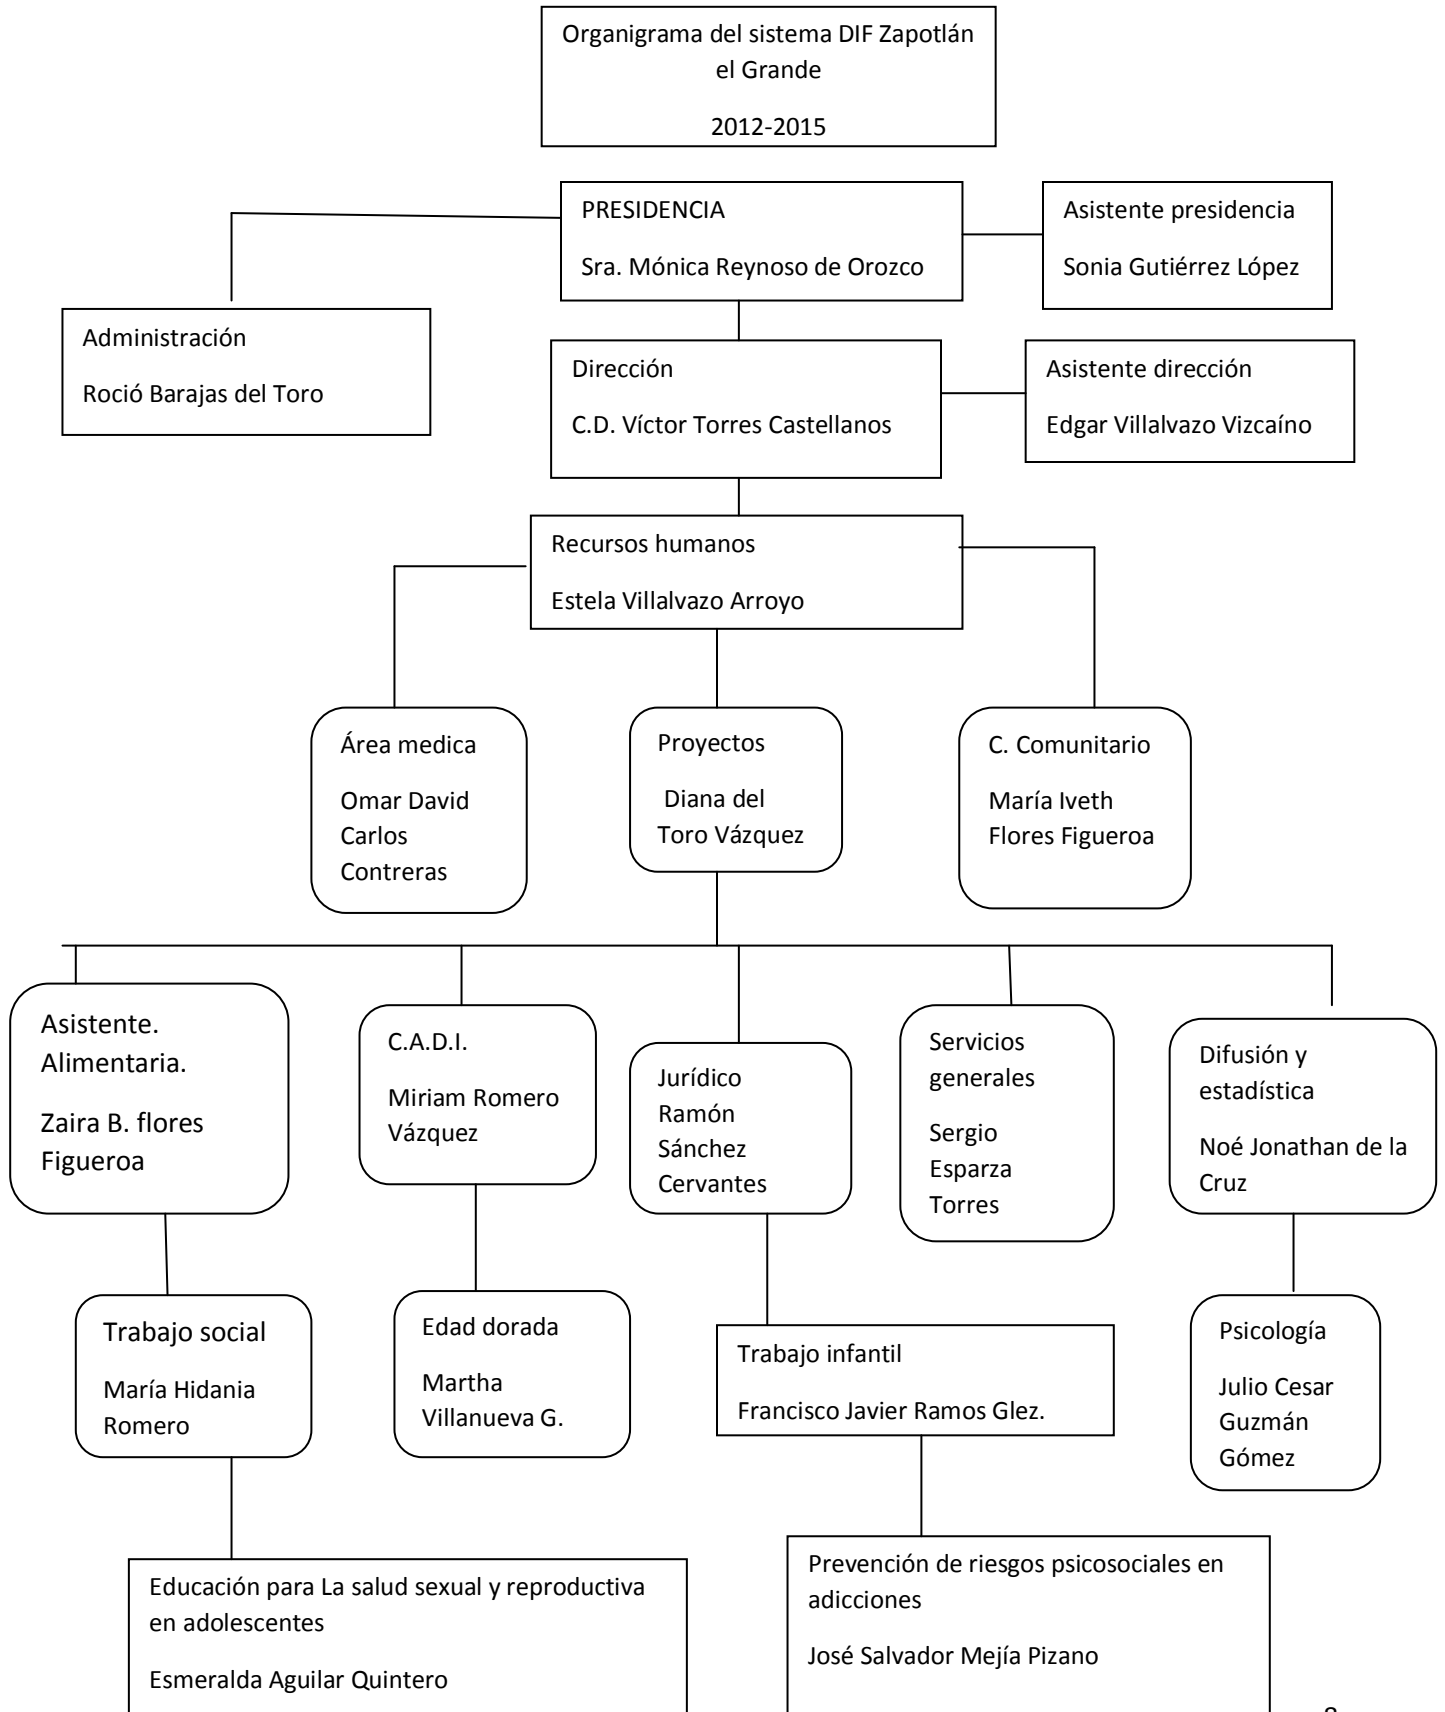 Organigrama del sistema DIF Zapotlán
el Grande
2012-2015
PRESIDENCIA
Sra. Mónica Reynoso de Orozco
Asistente presidencia
Sonia Gutiérrez López
Administración
Roció Barajas del Toro
Dirección
C.D. Víctor Torres Castellanos
Asistente dirección
Edgar Villalvazo Vizcaíno
Recursos humanos
Estela Villalvazo Arroyo
Área medica
Omar David
Carlos
Contreras
Proyectos
Diana del
Toro Vázquez
C. Comunitario
María Iveth
Flores Figueroa
Asistente.
Alimentaria.
Zaira B. flores
Figueroa
C.A.D.I.
Miriam Romero
Vázquez
Jurídico
Ramón
Sánchez
Cervantes
Servicios
generales
Sergio
Esparza
Torres
Difusión y
estadística
Noé Jonathan de la
Cruz
Trabajo social
María Hidania
Romero
Edad dorada
Martha
Villanueva G.
Trabajo infantil
Francisco Javier Ramos Glez.
Psicología
Julio Cesar
Guzmán
Gómez
Educación para La salud sexual y reproductiva
en adolescentes
Esmeralda Aguilar Quintero
Prevención de riesgos psicosociales en
adicciones
José Salvador Mejía Pizano